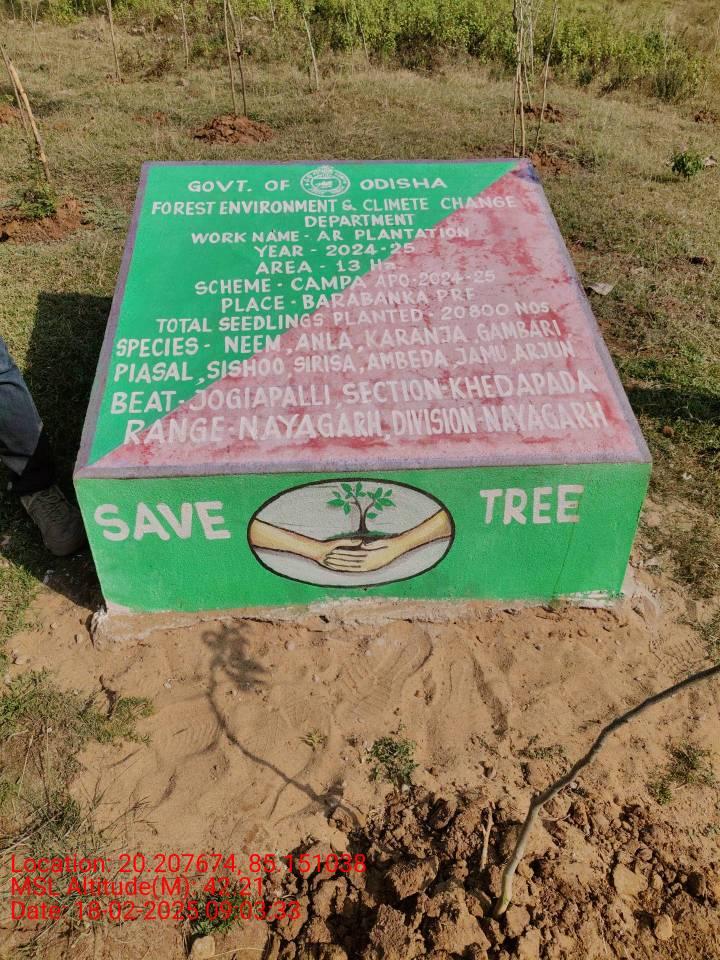 GOVT. OF ODISHA
FOREST ENVIRONMENT & CLIMETE CHANGE
DEPARTMENT
WORK NAME - AR PLANTATION
YEAR - 2024-25
AREA - 13 Ha
SCHEME - CAMPA APO-2024-25
PLACE - BARABANKA PRF
TOTAL SEEDLINGS PLANTED - 20800 NOS
SPECIES - NEEM, ANLA, KARANJA, GAMBARI
PIASAL, SISHOO, SIRISA, AMBEDA, JAMU, ARJUN
BEAT-JOGIAPALLI, SECTION-KHEDAPADA
RANGE-NAYAGARH, DIVISION-NAYAGARH
SAVE TREE
Location: 20.207674, 85.151038
MSL Altitude(M): 47.21
Date: 18-02-2025 09:03:33